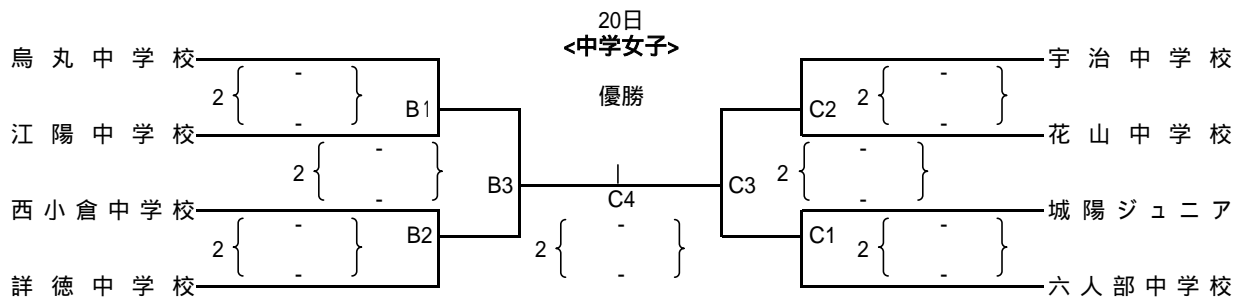 20日
<中学女子>
優勝
烏丸中学校
2 { - - }
B1
江陽中学校
2 { - - }
B3
西小倉中学校
2 { - - }
B2
詳徳中学校
C4
2 { - - }
宇治中学校
C2
2 { - - }
花山中学校
C3
2 { - - }
城陽ジュニア
C1
2 { - - }
六人部中学校